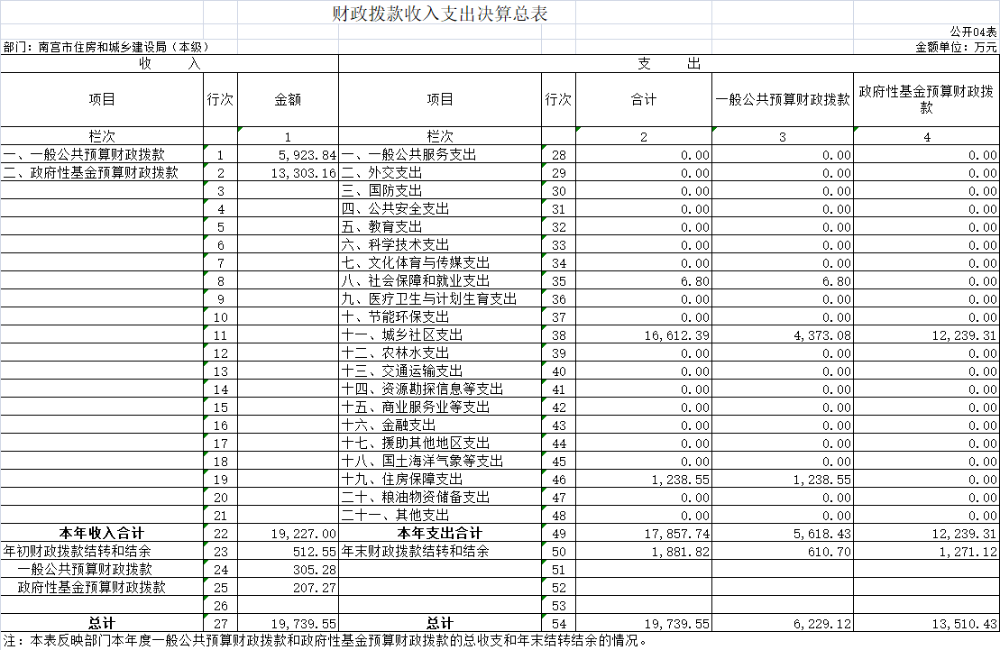 财政拨款收入支出决算总表
公开04表
部门：南宫市住房和城乡建设局（本级） 金额单位：万元
收 入 支 出
项目 行次 金额 项目 行次 合计 一般公共预算财政拨款 政府性基金预算财政拨
款
栏次 1 栏次 2 3 4
一、一般公共预算财政拨款 1 5,923.84 一、一般公共服务支出 28 0.00 0.00 0.00
二、政府性基金预算财政拨款 2 13,303.16 二、外交支出 29 0.00 0.00 0.00
3 三、国防支出 30 0.00 0.00 0.00
4 四、公共安全支出 31 0.00 0.00 0.00
5 五、教育支出 32 0.00 0.00 0.00
6 六、科学技术支出 33 0.00 0.00 0.00
7 七、文化体育与传媒支出 34 0.00 0.00 0.00
8 八、社会保障和就业支出 35 6.80 6.80 0.00
9 九、医疗卫生与计划生育支出 36 0.00 0.00 0.00
10 十、节能环保支出 37 0.00 0.00 0.00
11 十一、城乡社区支出 38 16,612.39 4,373.08 12,239.31
12 十二、农林水支出 39 0.00 0.00 0.00
13 十三、交通运输支出 40 0.00 0.00 0.00
14 十四、资源勘探信息等支出 41 0.00 0.00 0.00
15 十五、商业服务业等支出 42 0.00 0.00 0.00
16 十六、金融支出 43 0.00 0.00 0.00
17 十七、援助其他地区支出 44 0.00 0.00 0.00
18 十八、国土海洋气象等支出 45 0.00 0.00 0.00
19 十九、住房保障支出 46 1,238.55 1,238.55 0.00
20 二十、粮油物资储备支出 47 0.00 0.00 0.00
21 二十一、其他支出 48 0.00 0.00 0.00
本年收入合计 22 19,227.00 本年支出合计 49 17,857.74 5,618.43 12,239.31
年初财政拨款结转和结余 23 512.55 年末财政拨款结转和结余 50 1,881.82 610.70 1,271.12
一般公共预算财政拨款 24 305.28 51
政府性基金预算财政拨款 25 207.27 52
26 53
总计 27 19,739.55 总计 54 19,739.55 6,229.12 13,510.43
注：本表反映部门本年度一般公共预算财政拨款和政府性基金预算财政拨款的总收支和年末结转结余的情况。